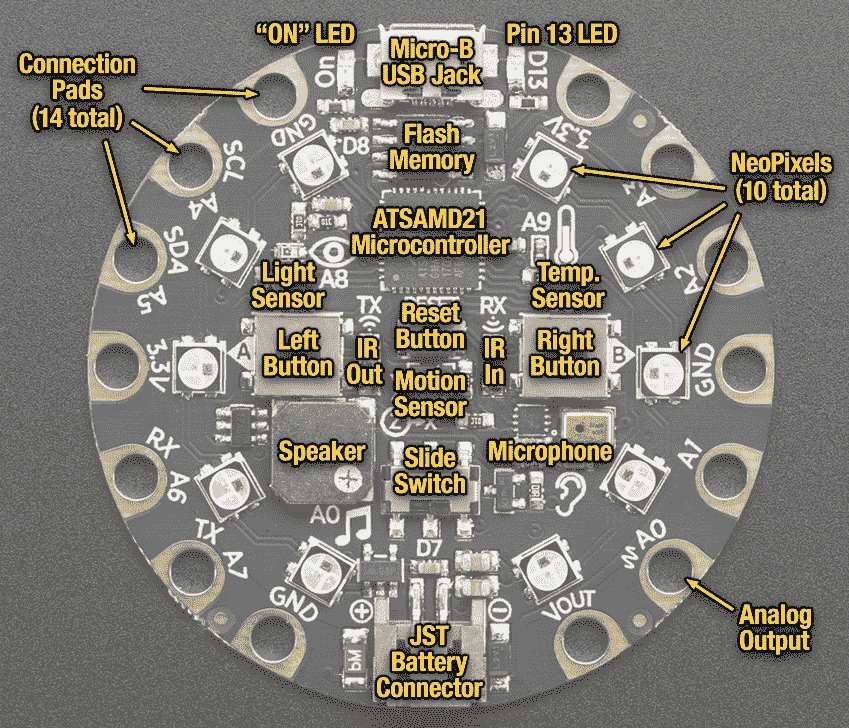 “ON” LED
Pin 13 LED
Micro-B
USB Jack
Connection
Pads
(14 total)
On
D13
GND
D8
3.3V
Flash
Memory
NeoPixels
(10 total)
SCL
A4
A3
ATSAMD21
Microcontroller
A9
SDA
A5
A8
A2
Light
Sensor
Temp.
Sensor
TX
RESET
RX
Reset
Button
Left
Button
A
IR
Out
IR
In
Right
Button
B
3.3V
GND
Motion
Sensor
Speaker
Slide
Switch
Microphone
RX
A6
A1
A0
TX
A7
D7
A0
GND
VOUT
JST
Battery
Connector
Analog
Output